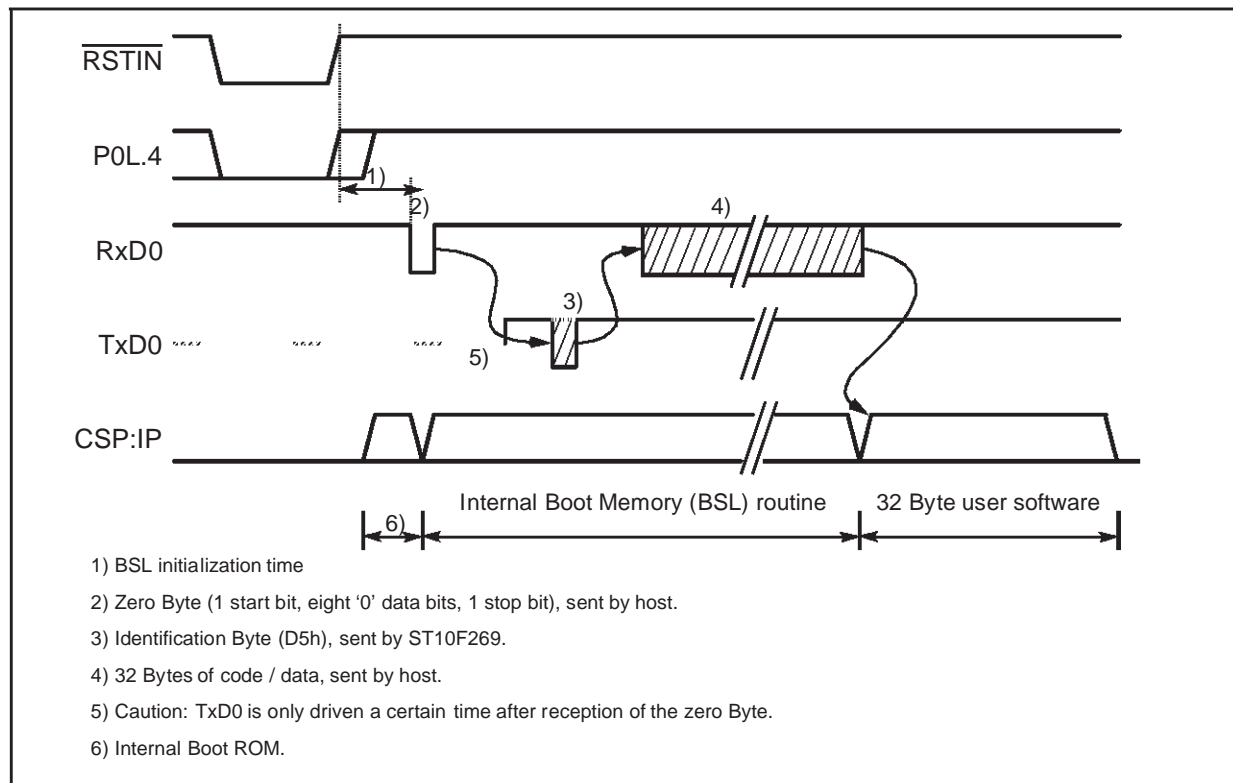 RSTIN
P0L.4
1)
2)
4)
RxD0
3)
TxD0
5)
CSP:IP
Internal Boot Memory (BSL) routine
32 Byte user software
6)
1) BSL initialization time
2) Zero Byte (1 start bit, eight ‘0’ data bits, 1 stop bit), sent by host.
3) Identification Byte (D5h), sent by ST10F269.
4) 32 Bytes of code / data, sent by host.
5) Caution: TxD0 is only driven a certain time after reception of the zero Byte.
6) Internal Boot ROM.